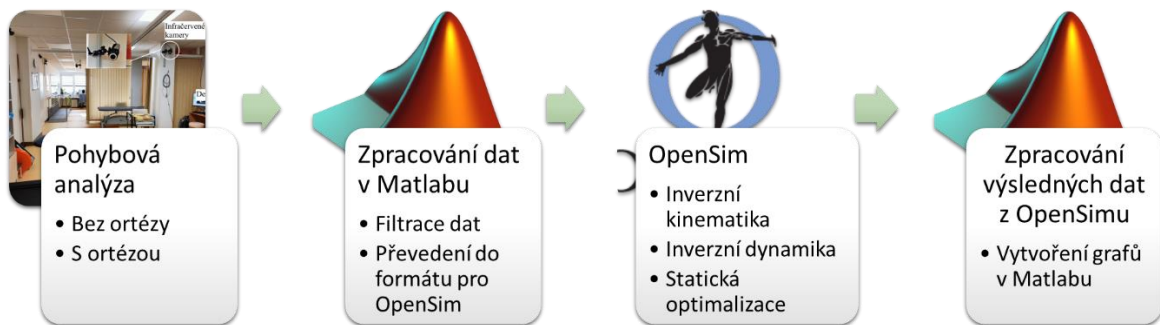 Infračervené
kamery
De
Pohybová
analýza
• Bez ortézy
• S ortézou
Zpracování dat
v Matlabu
• Filtrace dat
• Převedení do
formátu pro
OpenSim
OpenSim
• Inverzní
kinematika
• Inverzní dynamika
• Statická
optimalizace
Zpracování
výsledných dat
z OpenSimu
• Vytvoření grafů
v Matlabu